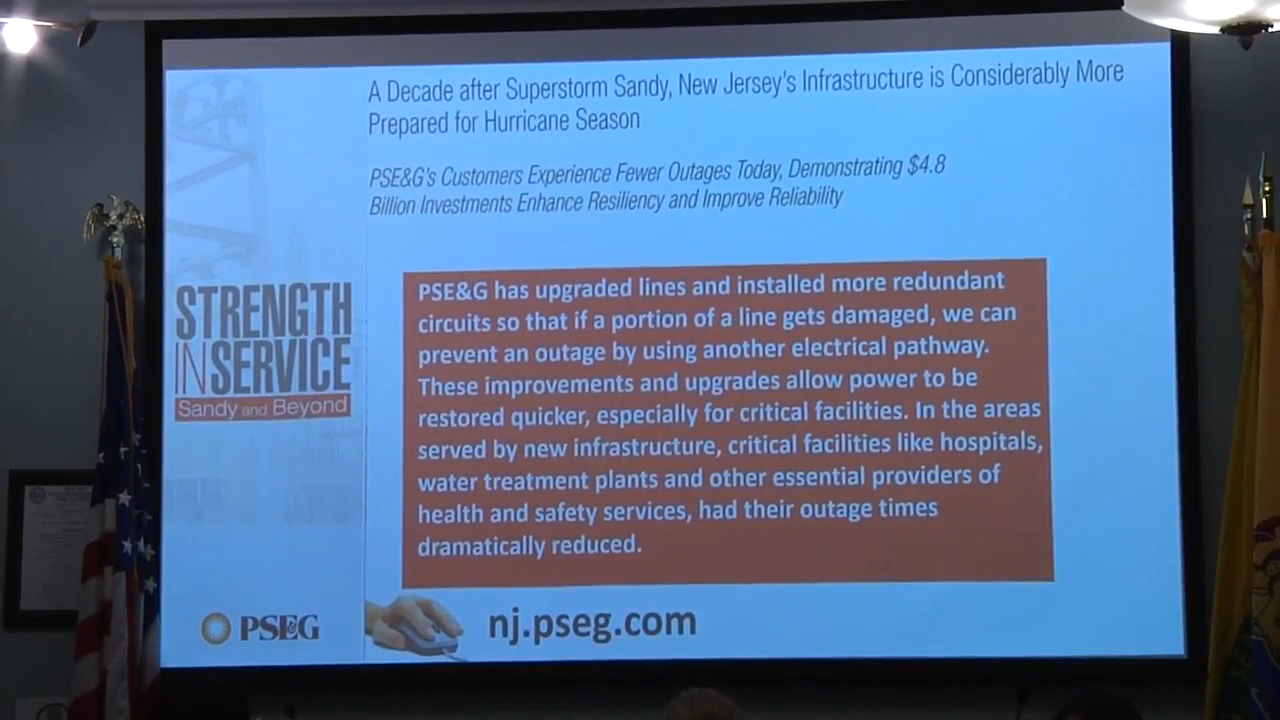 A Decade after Superstorm Sandy, New Jersey's Infrastructure is Considerably More
Prepared for Hurricane Season
PSE&G's Customers Experience Fewer Outages Today, Demonstrating $4.8
Billion Investments Enhance Resiliency and Improve Reliability
STRENGTH
IN SERVICE
Sandy and Beyond
PSE&G has upgraded lines and installed more redundant
circuits so that if a portion of a line gets damaged, we can
prevent an outage by using another electrical pathway.
These improvements and upgrades allow power to be
restored quicker, especially for critical facilities. In the areas
served by new infrastructure, critical facilities like hospitals,
water treatment plants and other essential providers of
health and safety services, had their outage times
dramatically reduced.
PSE&G
nj.pseg.com